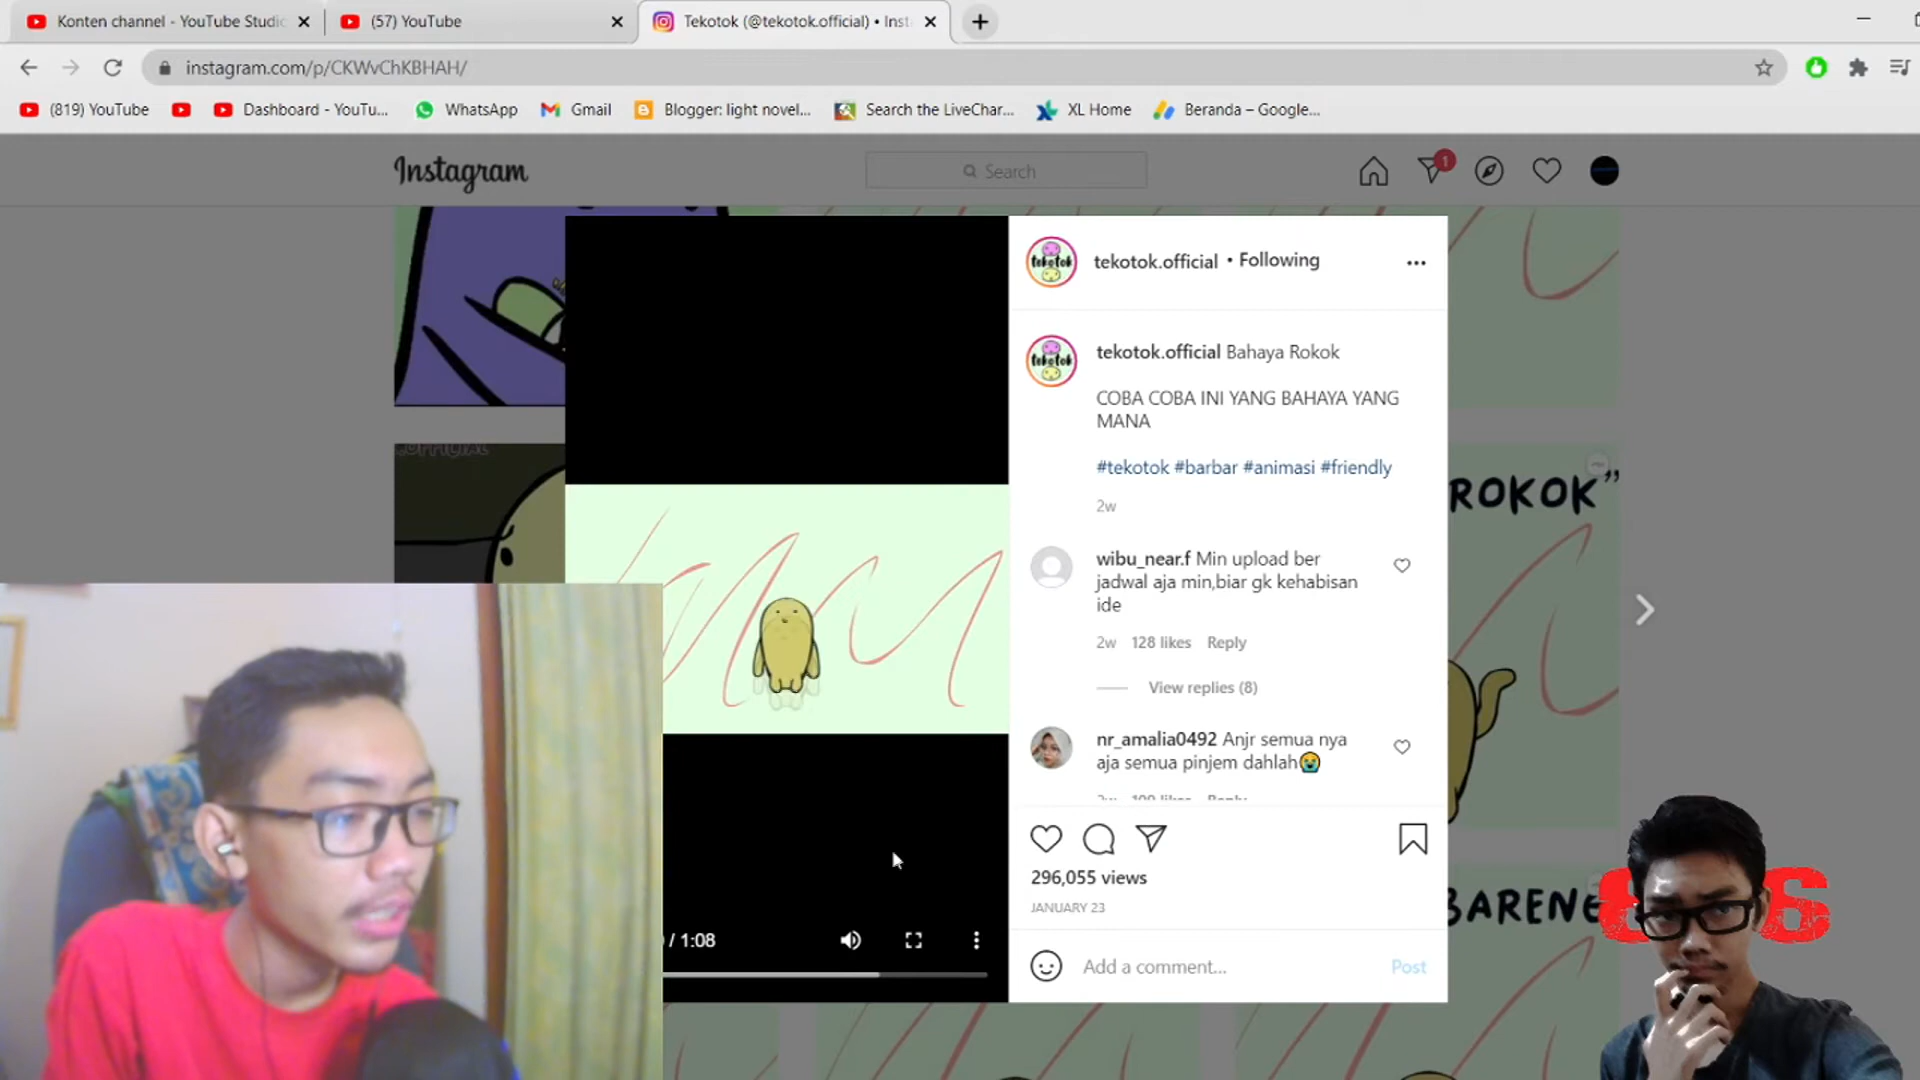 Konten channel - YouTube Studio
(57) YouTube
Tekotok (@tekotok.official) • Inst
instagram.com/p/CKWvChKBHAH/
(819) YouTube
Dashboard - YouTu...
WhatsApp
Gmail
Blogger: light novel...
Search the LiveChar...
XL Home
Beranda – Google...
Instagram
Search
1
tekotok
tekotok.official • Following
tekotok
tekotok.official Bahaya Rokok
COBA COBA INI YANG BAHAYA YANG
MANA
#tekotok #barbar #animasi #friendly
2w
ROKOK”
wibu_near.f Min upload ber
jadwal aja min,biar gk kehabisan
ide
2w 128 likes Reply
View replies (8)
nr_amalia0492 Anjr semua nya
aja semua pinjem dahlah😭
296,055 views
JANUARY 23
BARENG
/ 1:08
Add a comment...
Post